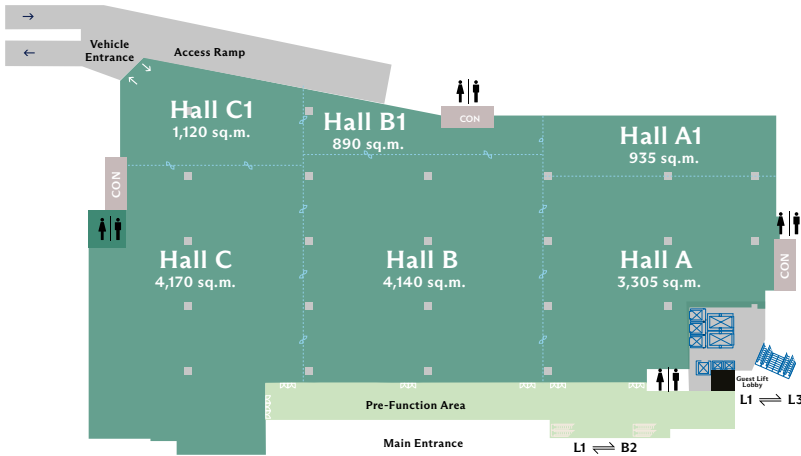 Vehicle
Entrance
Access Ramp
Hall C1
1,120 sq.m.
Hall B1
890 sq.m.
CON
Hall A1
935 sq.m.
CON
Hall C
4,170 sq.m.
Hall B
4,140 sq.m.
Hall A
3,305 sq.m.
CON
Guest Lift
Lobby
L1 ⇌ L3
Pre-Function Area
Main Entrance
L1 ⇌ B2